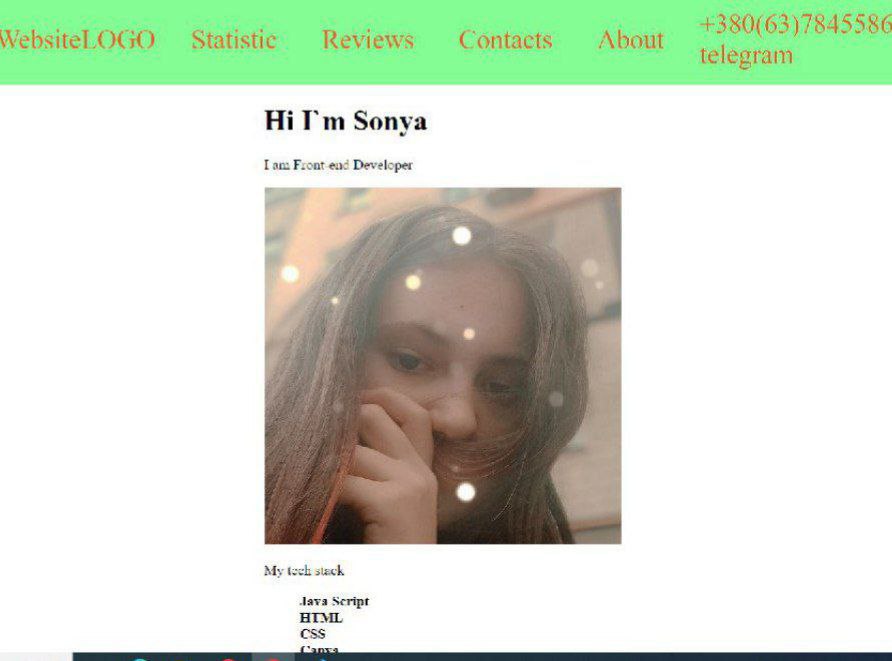 WebsiteLOGO Statistic Reviews Contacts About +380(63)7845586
telegram
Hi I`m Sonya
I am Front-end Developer
My tech stack
Java Script
HTML
CSS
Canva